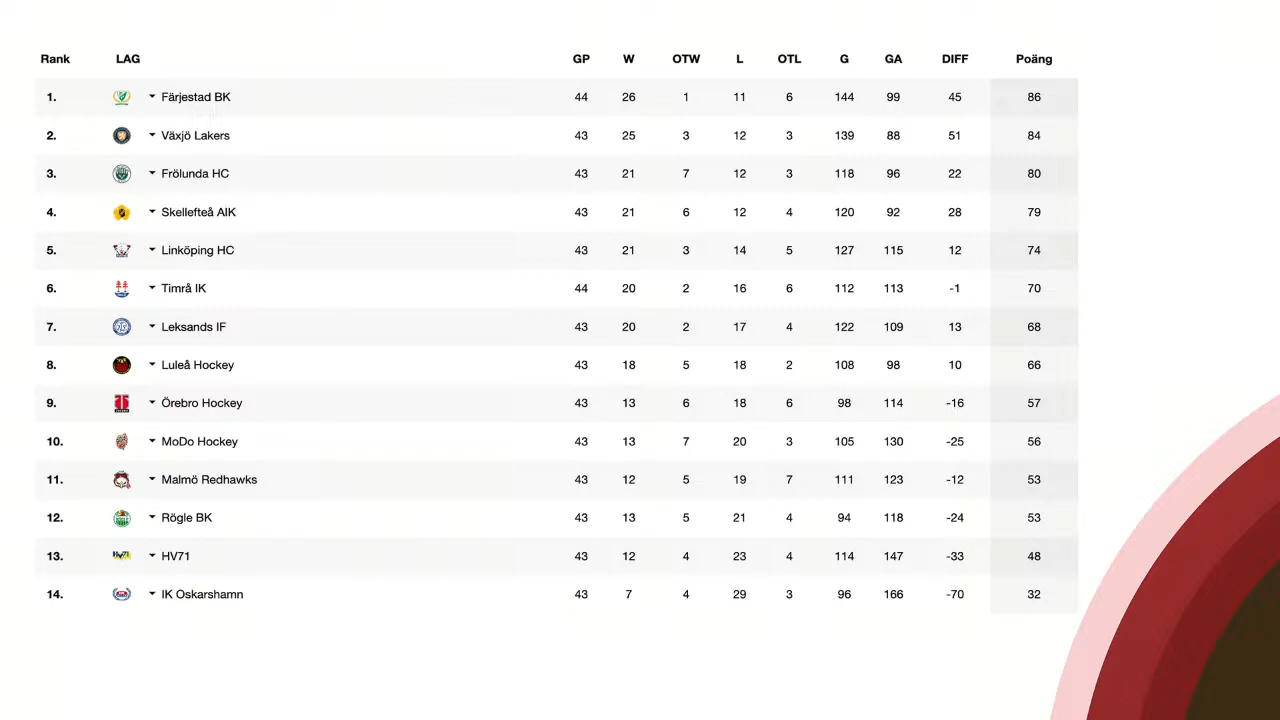 Rank LAG GP W OTW L OTL G GA DIFF Poäng
1. Färjestad BK 44 26 1 11 6 144 99 45 86
2. Växjö Lakers 43 25 3 12 3 139 88 51 84
3. Frölunda HC 43 21 7 12 3 118 96 22 80
4. Skellefteå AIK 43 21 6 12 4 120 92 28 79
5. Linköping HC 43 21 3 14 5 127 115 12 74
6. Timrå IK 44 20 2 16 6 112 113 -1 70
7. Leksands IF 43 20 2 17 4 122 109 13 68
8. Luleå Hockey 43 18 5 18 2 108 98 10 66
9. Örebro Hockey 43 13 6 18 6 98 114 -16 57
10. MoDo Hockey 43 13 7 20 3 105 130 -25 56
11. Malmö Redhawks 43 12 5 19 7 111 123 -12 53
12. Rögle BK 43 13 5 21 4 94 118 -24 53
13. HV71 HV71 43 12 4 23 4 114 147 -33 48
14. IK Oskarshamn 43 7 4 29 3 96 166 -70 32